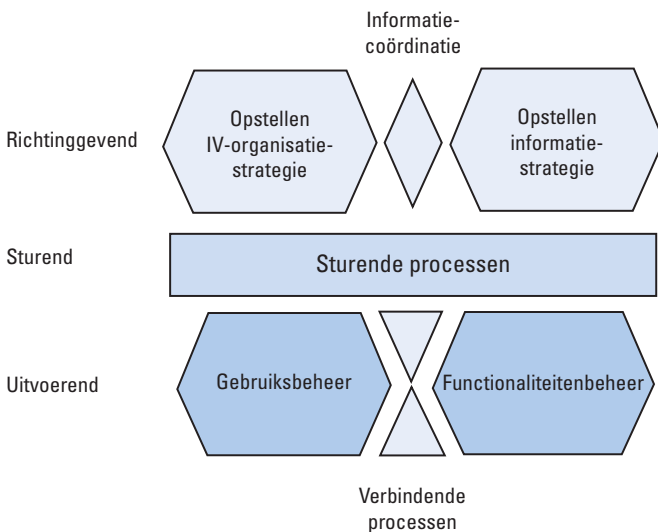 Informatie-
coördinatie
Richtinggevend
Opstellen
IV-organisatie-
strategie
Opstellen
informatie-
strategie
Sturend
Sturende processen
Uitvoerend
Gebruiksbeheer
Functionaliteitenbeheer
Verbindende
processen